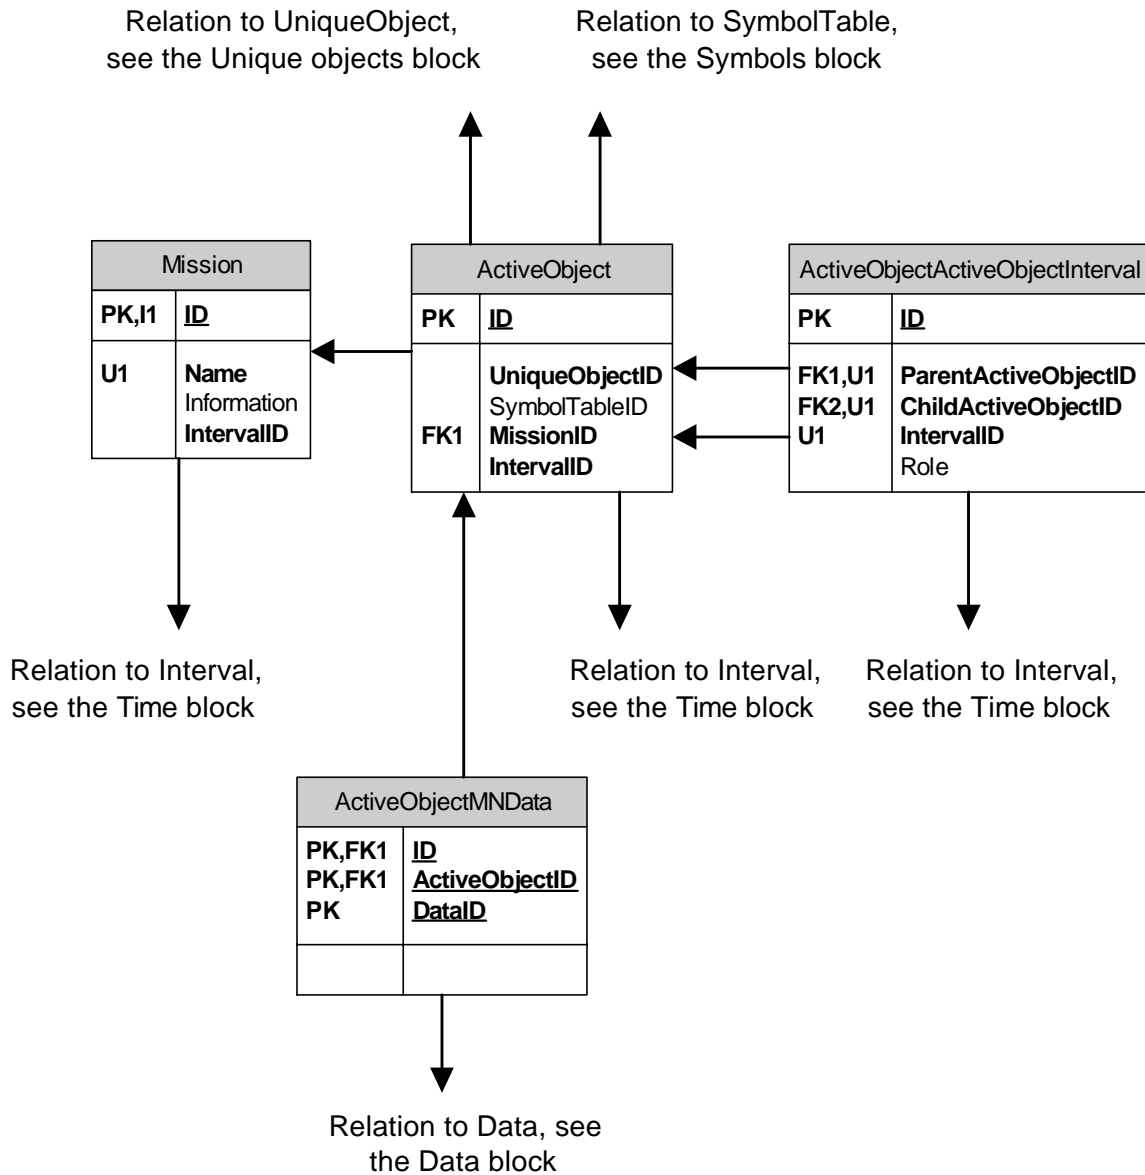 Relation to UniqueObject,
see the Unique objects block
Relation to SymbolTable,
see the Symbols block
Mission
PK,I1 ID
U1 Name
Information
IntervalID
ActiveObject
PK ID
UniqueObjectID
SymbolTableID
FK1 MissionID
IntervalID
ActiveObjectActiveObjectInterval
PK ID
FK1,U1 ParentActiveObjectID
FK2,U1 ChildActiveObjectID
U1 IntervalID
Role
Relation to Interval,
see the Time block
Relation to Interval,
see the Time block
Relation to Interval,
see the Time block
ActiveObjectMNData
PK,FK1 ID
PK,FK1 ActiveObjectID
PK DataID
Relation to Data, see
the Data block